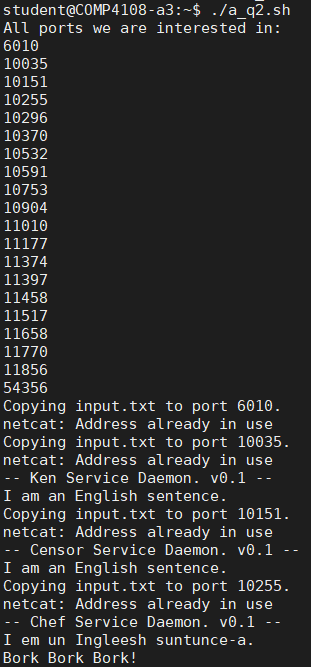 student@COMP4108-a3:~$ ./a_q2.sh
All ports we are interested in:
6010
10035
10151
10255
10296
10370
10532
10591
10753
10904
11010
11177
11374
11397
11458
11517
11658
11770
11856
54356
Copying input.txt to port 6010.
netcat: Address already in use
Copying input.txt to port 10035.
netcat: Address already in use
-- Ken Service Daemon. v0.1 --
I am an English sentence.
Copying input.txt to port 10151.
netcat: Address already in use
-- Censor Service Daemon. v0.1 --
I am an English sentence.
Copying input.txt to port 10255.
netcat: Address already in use
-- Chef Service Daemon. v0.1 --
I em un Ingleesh suntunce-a.
Bork Bork Bork!